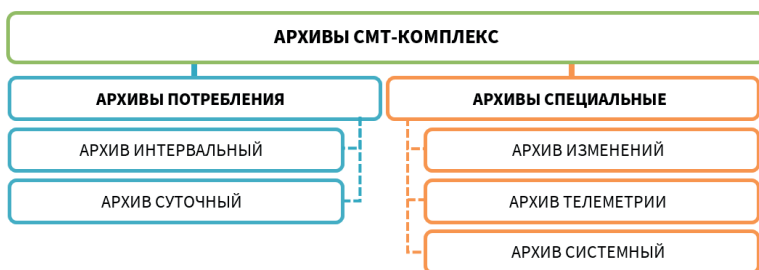 АРХИВЫ СМТ-КОМПЛЕКС
АРХИВЫ ПОТРЕБЛЕНИЯ
АРХИВ ИНТЕРВАЛЬНЫЙ
АРХИВ СУТОЧНЫЙ
АРХИВЫ СПЕЦИАЛЬНЫЕ
АРХИВ ИЗМЕНЕНИЙ
АРХИВ ТЕЛЕМЕТРИИ
АРХИВ СИСТЕМНЫЙ